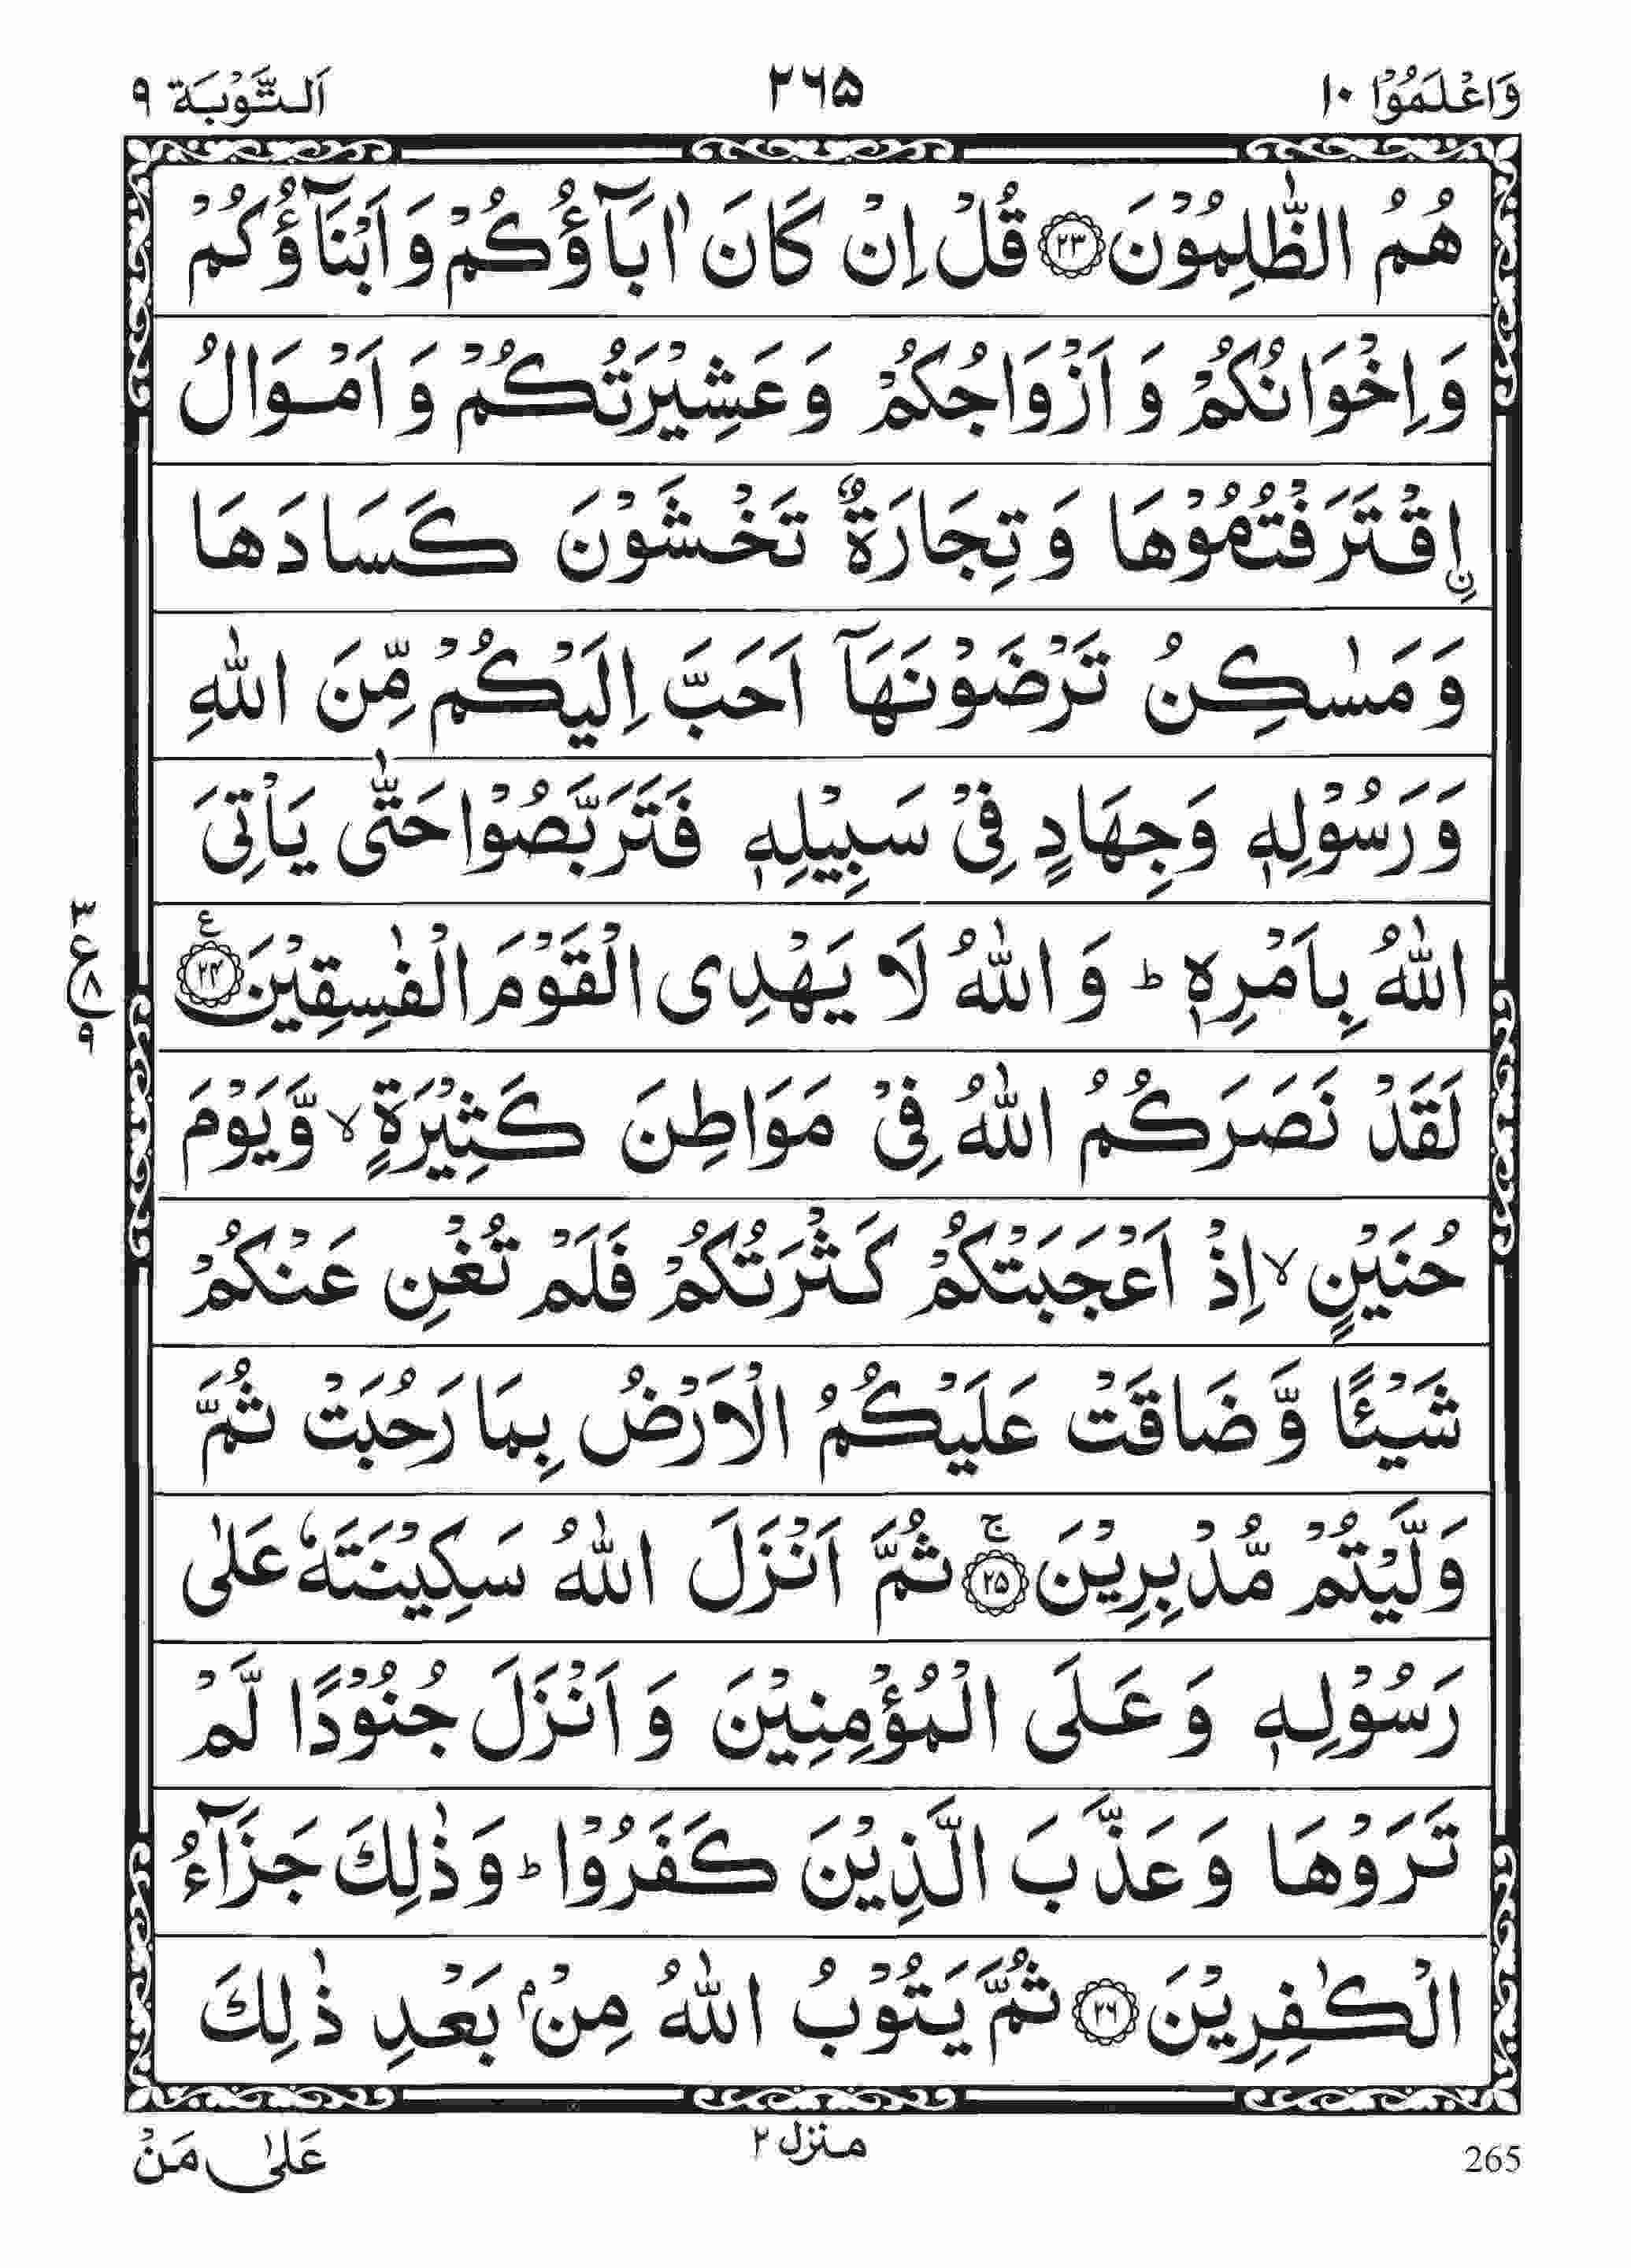 وَاعْلَمُوْا ١٠
٢٦٥
اَلتَّوْبَة ٩
هُمُ الظّٰلِمُوْنَ ﴿٢٣﴾ قُلْ اِنْ كَانَ اٰبَآؤُكُمْ وَ اَبْنَآؤُكُمْ
وَاِخْوَانُكُمْ وَ اَزْوَاجُكُمْ وَ عَشِيْرَتُكُمْ وَ اَمْوَالُ
اِۨقْتَرَفْتُمُوْهَا وَ تِجَارَةٌ تَخْشَوْنَ كَسَادَهَا
وَ مَسٰكِنُ تَرْضَوْنَهَاۤ اَحَبَّ اِلَيْكُمْ مِّنَ اللّٰهِ
وَ رَسُوْلِهٖ وَجِهَادٍ فِيْ سَبِيْلِهٖ فَتَرَبَّصُوْا حَتّٰى يَاْتِيَ
اللّٰهُ بِاَمْرِهٖ ؕ وَ اللّٰهُ لَا يَهْدِى الْقَوْمَ الْفٰسِقِيْنَ ﴿٢٤﴾ ع
٣ ع ٨ ٩
لَقَدْ نَصَرَكُمُ اللّٰهُ فِيْ مَوَاطِنَ كَثِيْرَةٍ ۙ وَّيَوْمَ
حُنَيْنٍ ۙ اِذْ اَعْجَبَتْكُمْ كَثْرَتُكُمْ فَلَمْ تُغْنِ عَنْكُمْ
شَيْئًا وَّ ضَاقَتْ عَلَيْكُمُ الْاَرْضُ بِمَا رَحُبَتْ ثُمَّ
وَلَّيْتُمْ مُّدْبِرِيْنَ ۚ ﴿٢٥﴾ ثُمَّ اَنْزَلَ اللّٰهُ سَكِيْنَتَهٗ عَلٰى
رَسُوْلِهٖ وَ عَلَى الْمُؤْمِنِيْنَ وَ اَنْزَلَ جُنُوْدًا لَّمْ
تَرَوْهَا وَ عَذَّبَ الَّذِيْنَ كَفَرُوْا ؕ وَ ذٰلِكَ جَزَآءُ
الْكٰفِرِيْنَ ﴿٢٦﴾ ثُمَّ يَتُوْبُ اللّٰهُ مِنْۢ بَعْدِ ذٰلِكَ
عَلٰى مَنْ
منزل ٢
265